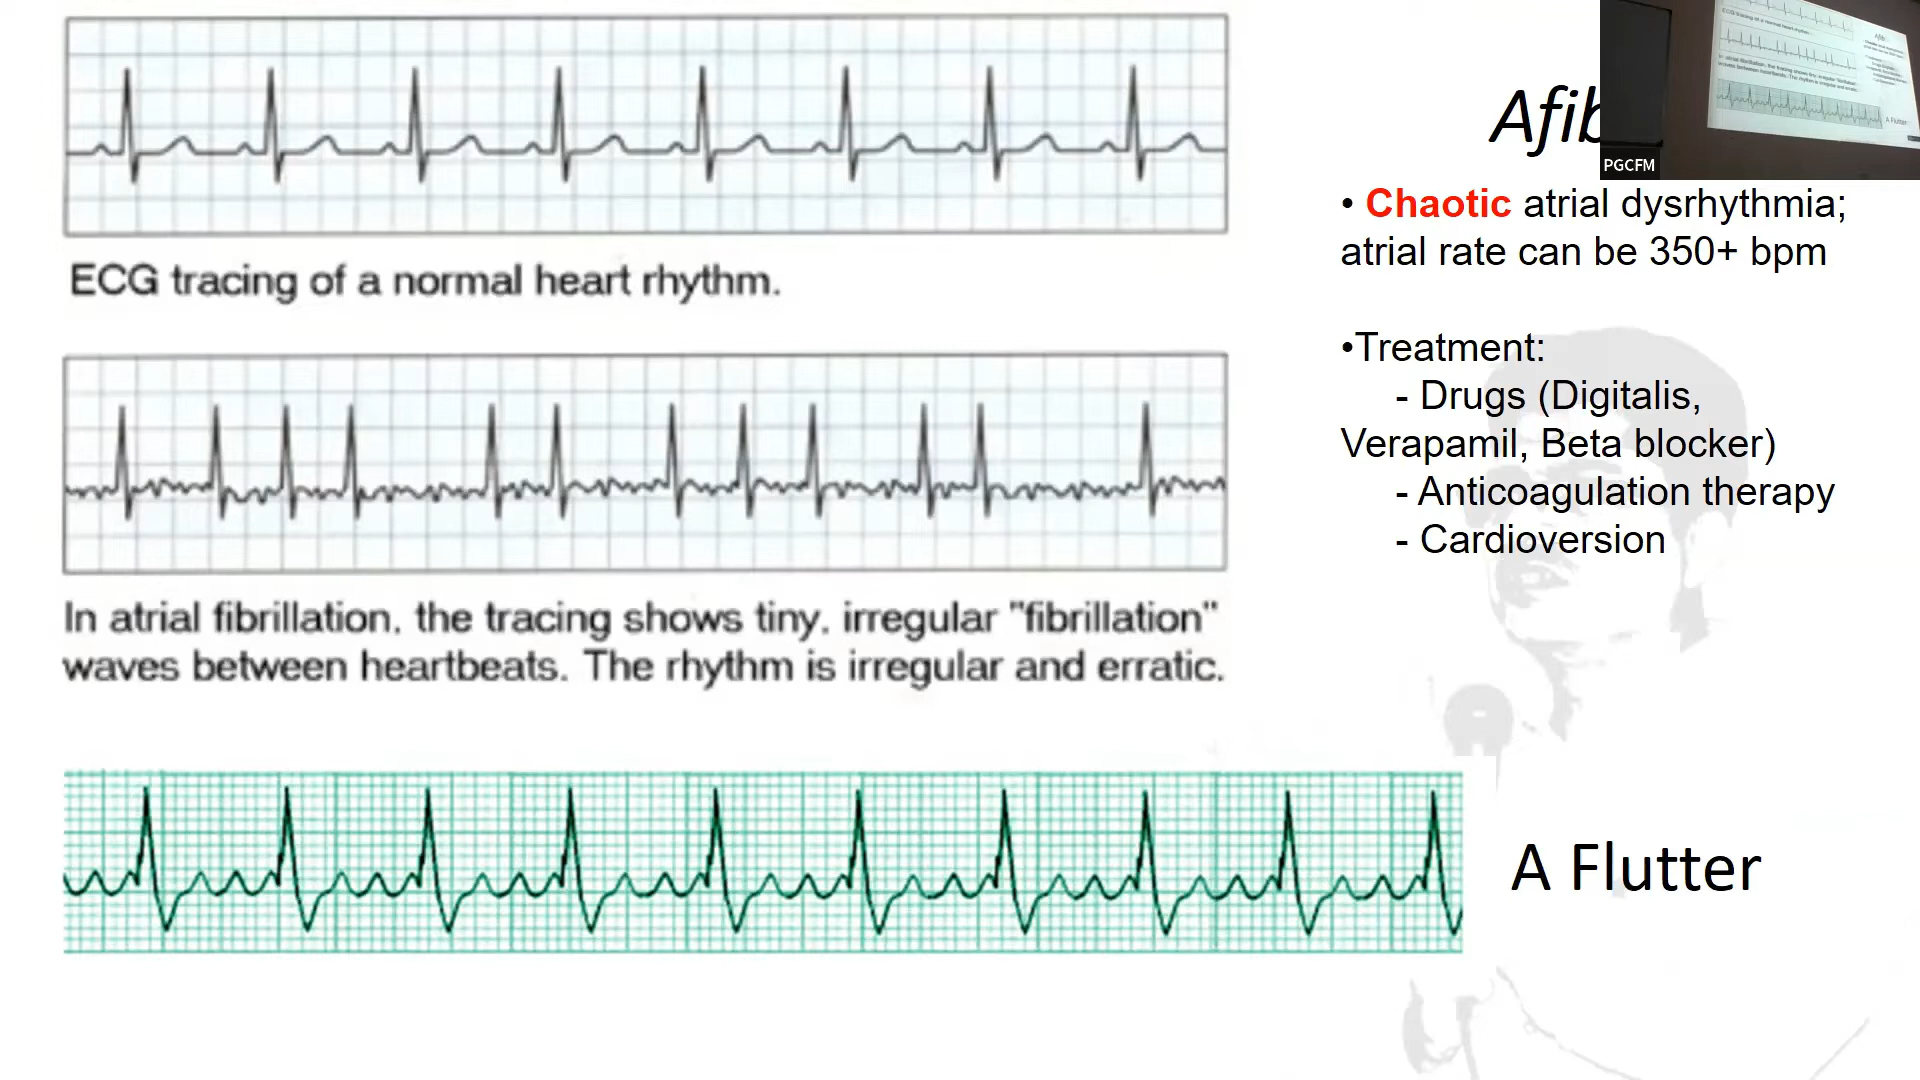 ECG tracing of a normal heart rhythm.
In atrial fibrillation, the tracing shows tiny, irregular "fibrillation"
waves between heartbeats. The rhythm is irregular and erratic.
Afib
PGCFM
• Chaotic atrial dysrhythmia;
atrial rate can be 350+ bpm
•Treatment:
- Drugs (Digitalis,
Verapamil, Beta blocker)
- Anticoagulation therapy
- Cardioversion
A Flutter